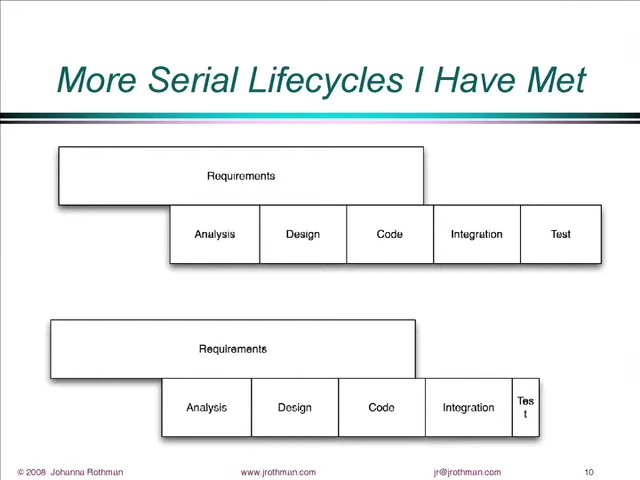 More Serial Lifecycles I Have Met
Requirements
Analysis Design Code Integration Test
Requirements
Analysis Design Code Integration Tes
t
© 2008 Johanna Rothman www.jrothman.com jr@jrothman.com 10